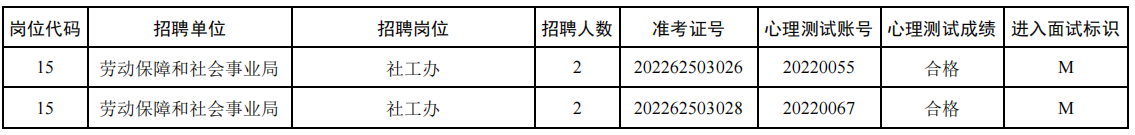 岗位代码 招聘单位 招聘岗位 招聘人数 准考证号 心理测试账号 心理测试成绩 进入面试标识
15 劳动保障和社会事业局 社工办 2 202262503026 20220055 合格 M
15 劳动保障和社会事业局 社工办 2 202262503028 20220067 合格 M